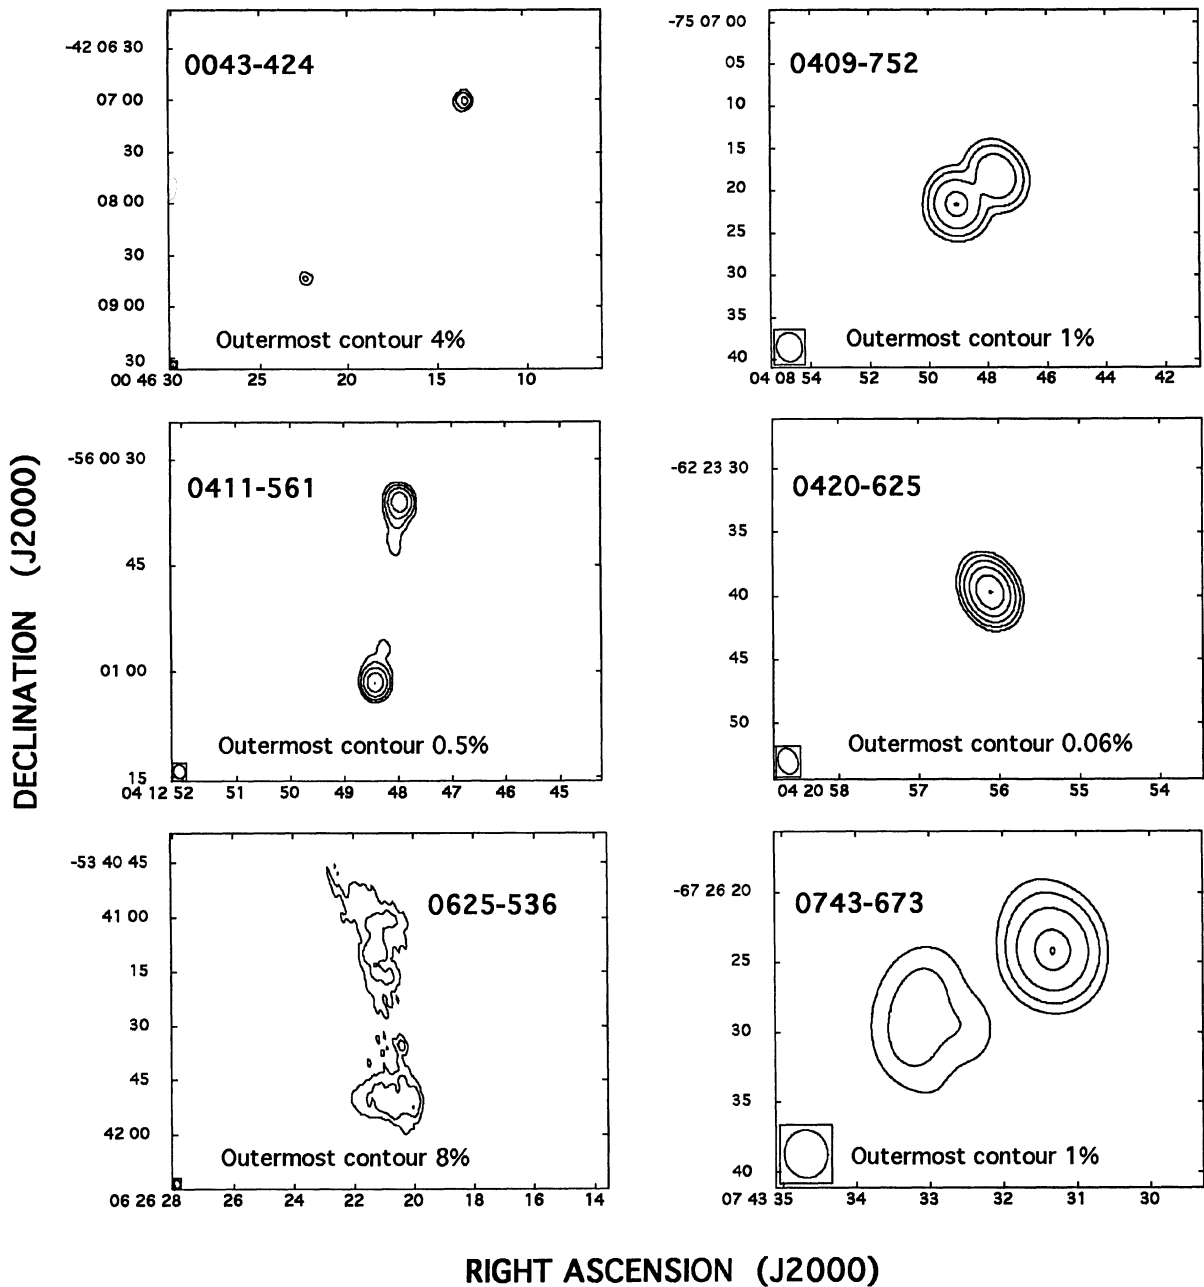 DECLINATION (J2000)
0043-424
-42 06 30
07 00
30
08 00
30
09 00
30
Outermost contour 4%
00 46 30 25 20 15 10
0409-752
-75 07 00
05
10
15
20
25
30
35
40
Outermost contour 1%
04 08 54 52 50 48 46 44 42
0411-561
-56 00 30
45
01 00
15
Outermost contour 0.5%
04 12 52 51 50 49 48 47 46 45
0420-625
-62 23 30
35
40
45
50
Outermost contour 0.06%
04 20 58 57 56 55 54
0625-536
-53 40 45
41 00
15
30
45
42 00
Outermost contour 8%
06 26 28 26 24 22 20 18 16 14
0743-673
-67 26 20
25
30
35
40
Outermost contour 1%
07 43 35 34 33 32 31 30
RIGHT ASCENSION (J2000)